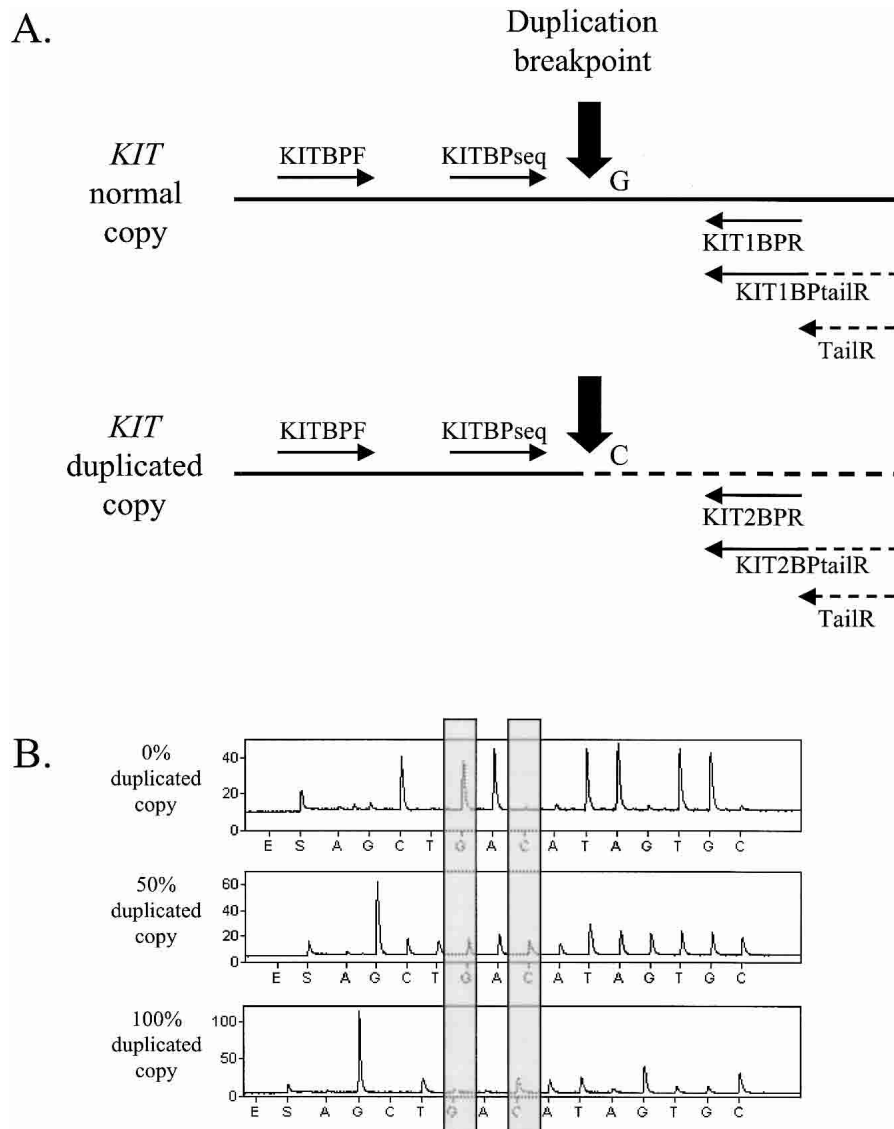 A.
Duplication
breakpoint
KIT
normal
copy
KITBPF
KITBPseq
G
KIT1BPR
KIT1BPtailR
TailR
KIT
duplicated
copy
KITBPF
KITBPseq
C
KIT2BPR
KIT2BPtailR
TailR
B.
0%
duplicated
copy
40
20
0
E S A G C T G A C A T A G T G C
50%
duplicated
copy
60
40
20
0
E S A G C T G A C A T A G T G C
100%
duplicated
copy
100
50
0
E S A G C T G A C A T A G T G C